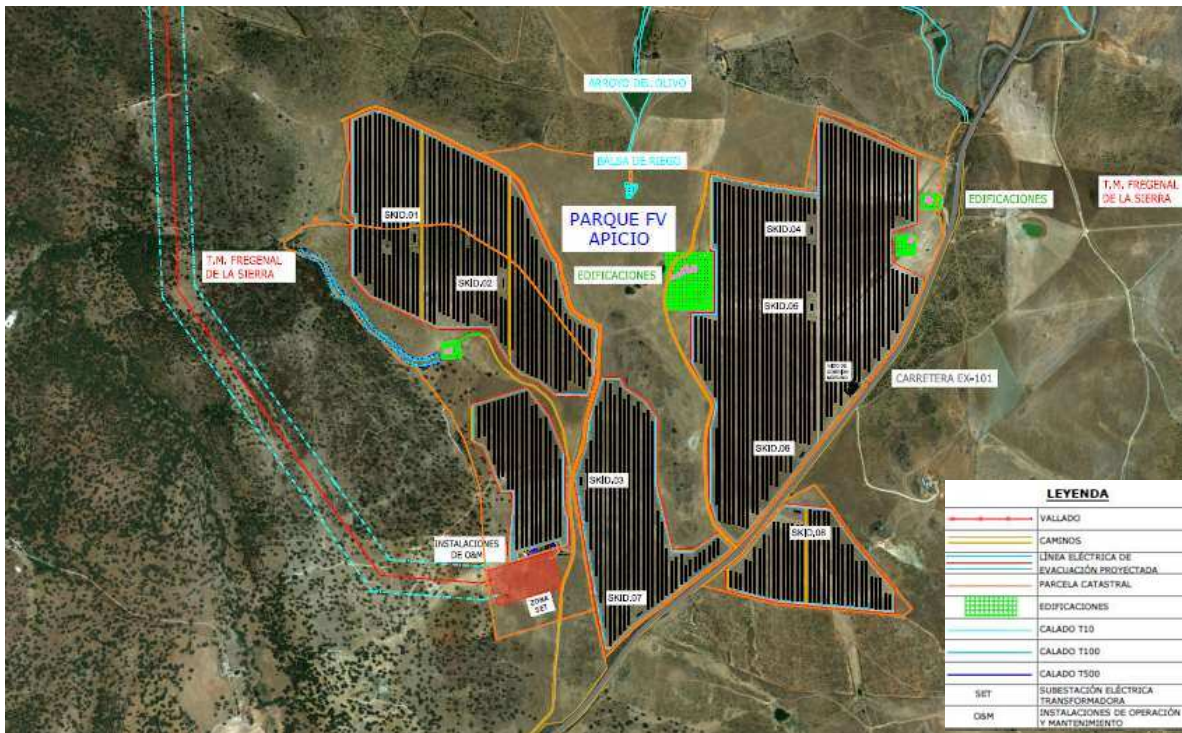 ARROYO DEL OLIVO
BALSA DE RIEGO
PARQUE FV
APICIO
EDIFICACIONES
SKID.01
SKID.02
T.M. FREGENAL
DE LA SIERRA
SKID.04
SKID.05
EDIFICACIONES
T.M. FREGENAL
DE LA SIERRA
CARRETERA EX-101
SKID.06
SKID.03
SKID.08
INSTALACIONES
DE O&M
ZONA
SET
SKID.07
LEYENDA
VALLADO
CAMINOS
LÍNEA ELÉCTRICA DE
EVACUACIÓN PROYECTADA
PARCELA CATASTRAL
EDIFICACIONES
CALADO T10
CALADO T100
CALADO T500
SET
SUBESTACIÓN ELÉCTRICA
TRANSFORMADORA
O&M
INSTALACIONES DE OPERACIÓN
Y MANTENIMIENTO